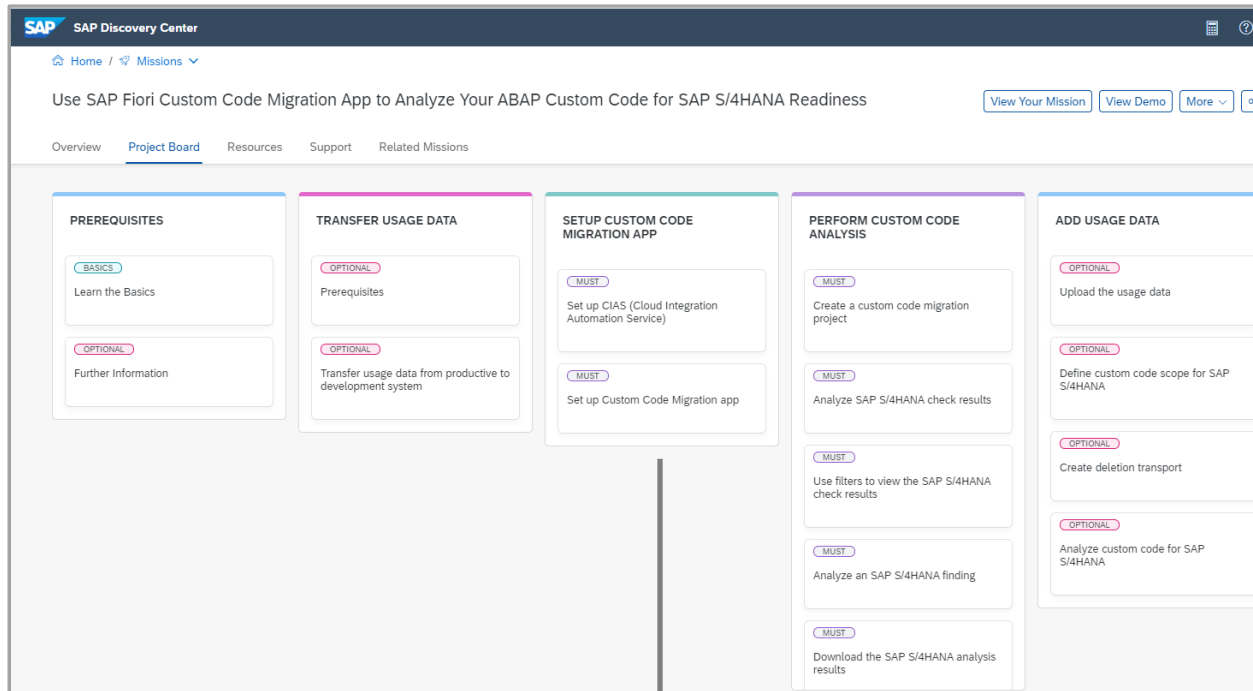 SAP SAP Discovery Center
Home / Missions
Use SAP Fiori Custom Code Migration App to Analyze Your ABAP Custom Code for SAP S/4HANA Readiness
View Your Mission View Demo More
Overview Project Board Resources Support Related Missions
PREREQUISITES
BASICS
Learn the Basics
OPTIONAL
Further Information
TRANSFER USAGE DATA
OPTIONAL
Prerequisites
OPTIONAL
Transfer usage data from productive to
development system
SETUP CUSTOM CODE
MIGRATION APP
MUST
Set up CIAS (Cloud Integration
Automation Service)
MUST
Set up Custom Code Migration app
PERFORM CUSTOM CODE
ANALYSIS
MUST
Create a custom code migration
project
MUST
Analyze SAP S/4HANA check results
MUST
Use filters to view the SAP S/4HANA
check results
MUST
Analyze an SAP S/4HANA finding
MUST
Download the SAP S/4HANA analysis
results
ADD USAGE DATA
OPTIONAL
Upload the usage data
OPTIONAL
Define custom code scope for SAP
S/4HANA
OPTIONAL
Create deletion transport
OPTIONAL
Analyze custom code for SAP
S/4HANA